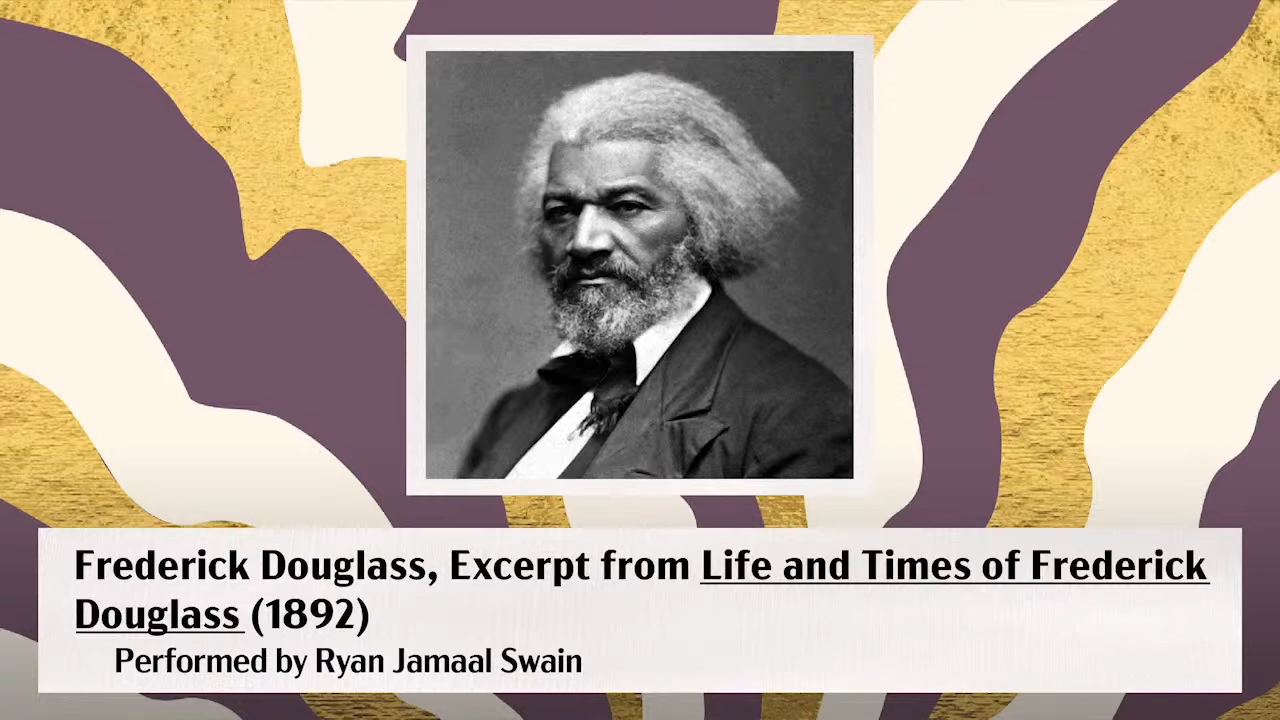 Frederick Douglass, Excerpt from Life and Times of Frederick
Douglass (1892)
Performed by Ryan Jamaal Swain